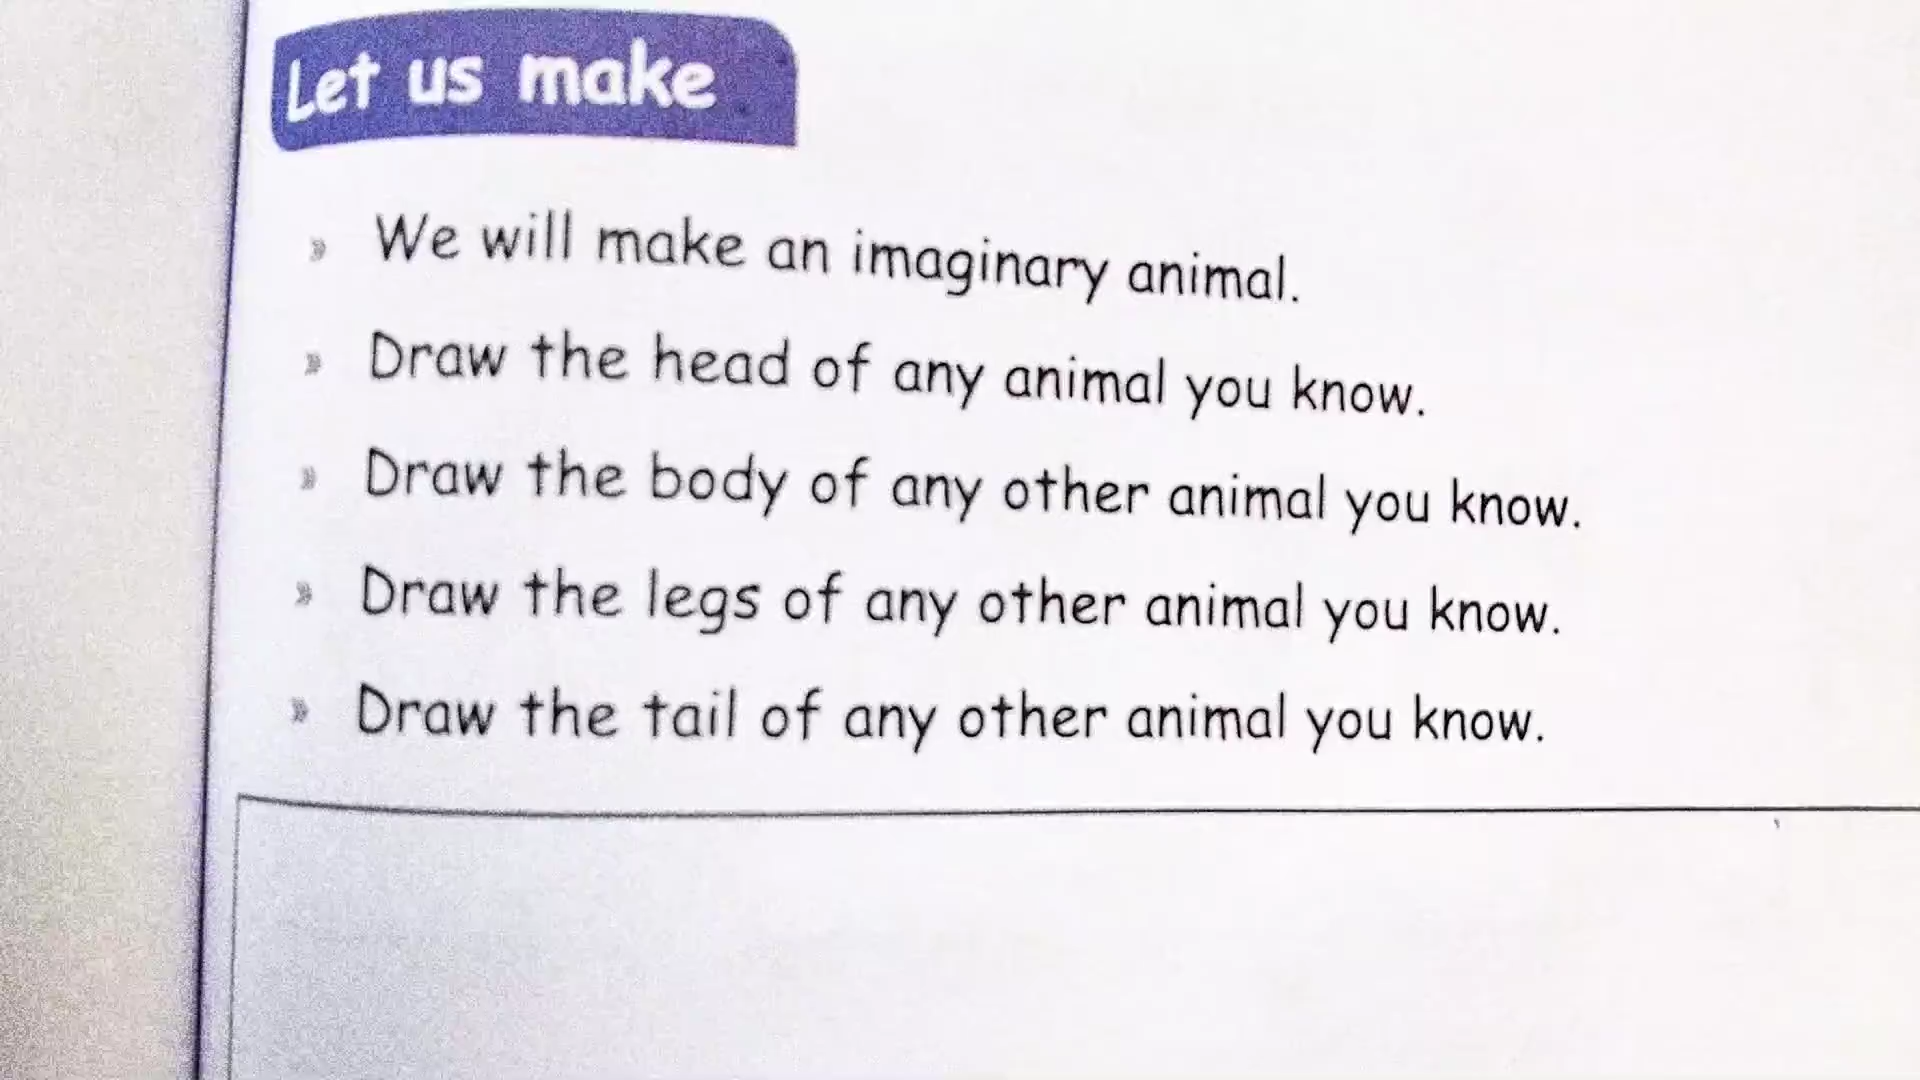 Let us make
» We will make an imaginary animal.
» Draw the head of any animal you know.
» Draw the body of any other animal you know.
» Draw the legs of any other animal you know.
» Draw the tail of any other animal you know.